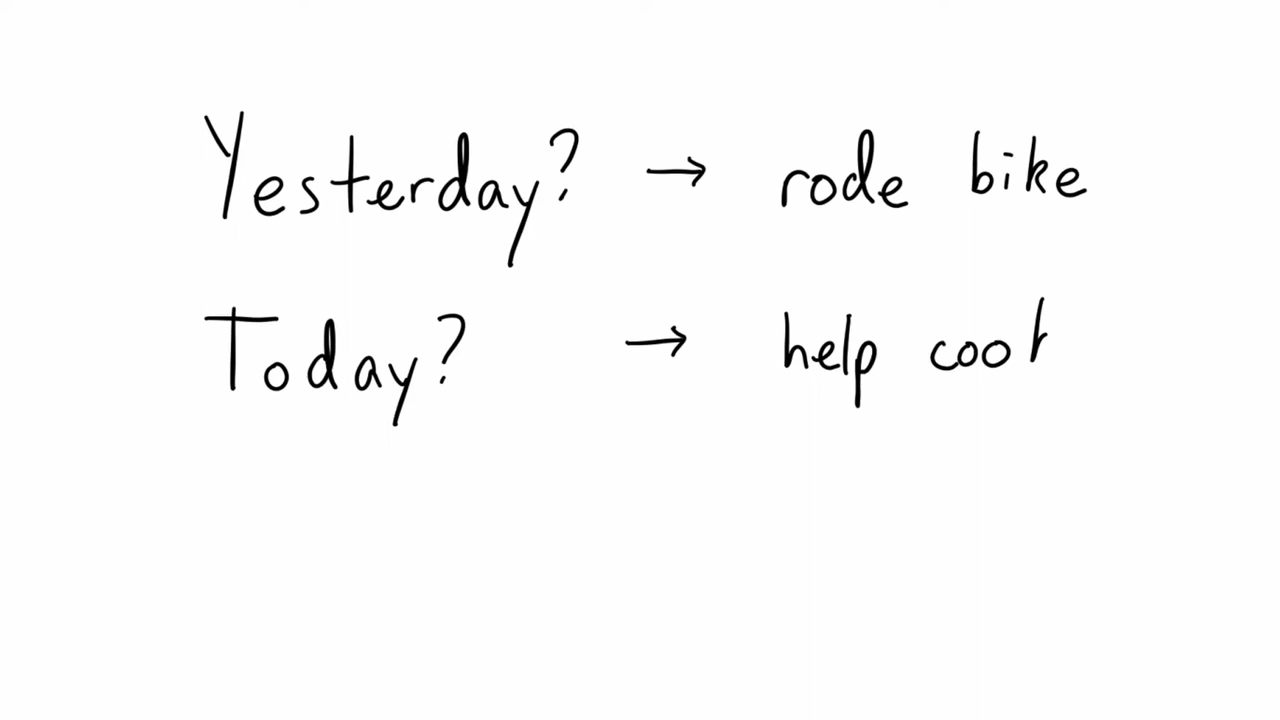 Yesterday? → rode bike
Today? → help